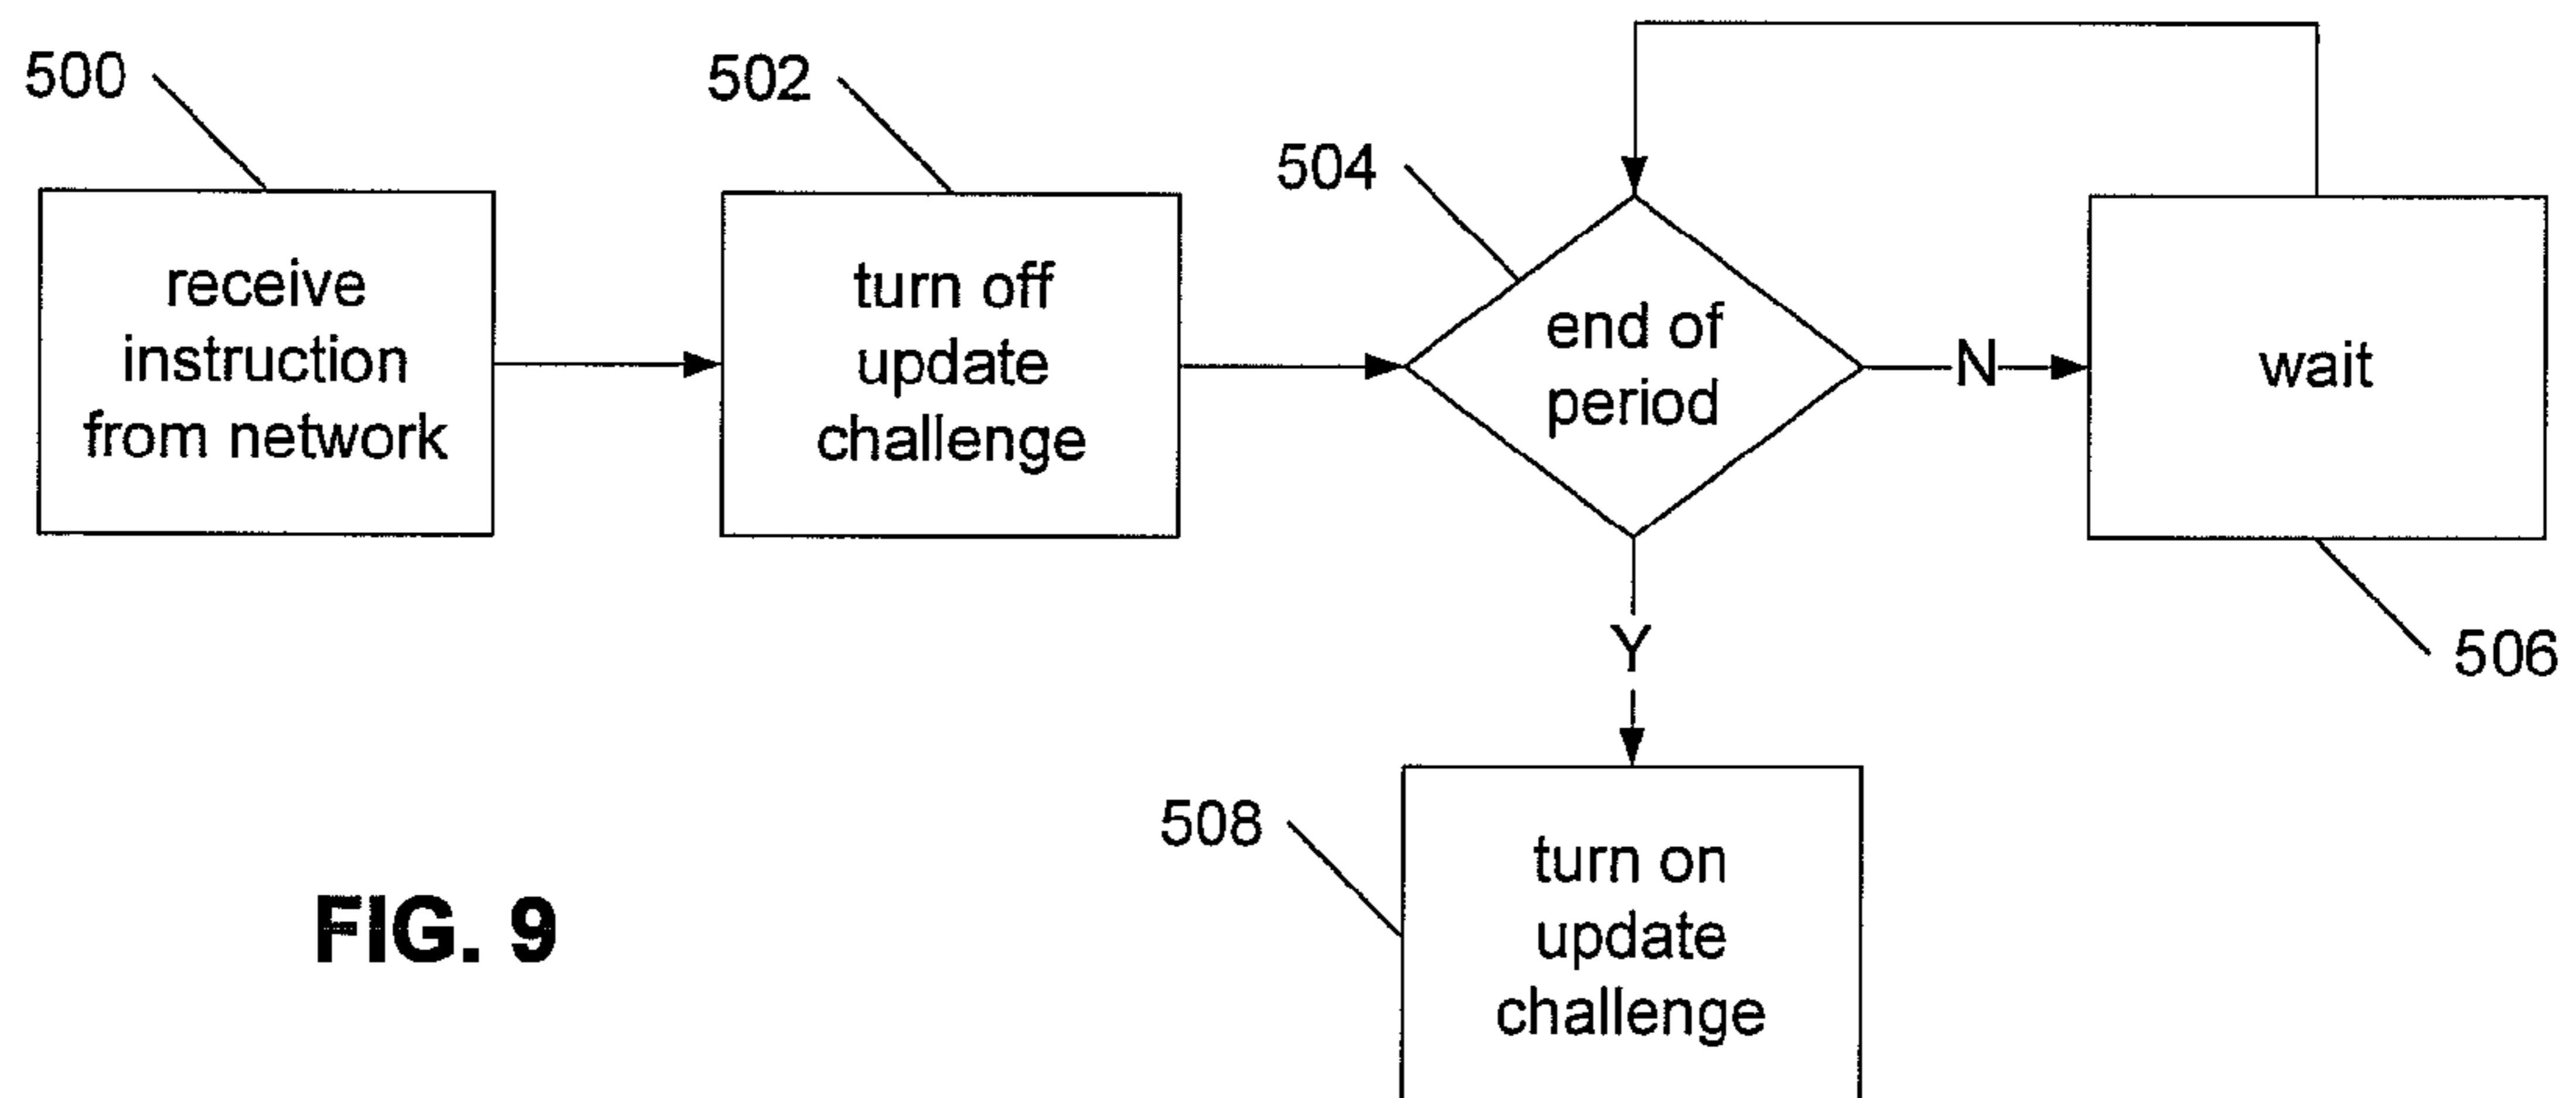 500
receive
instruction
from network
502
turn off
update
challenge
504
end of
period
N
wait
506
Y
508
turn on
update
challenge
FIG. 9